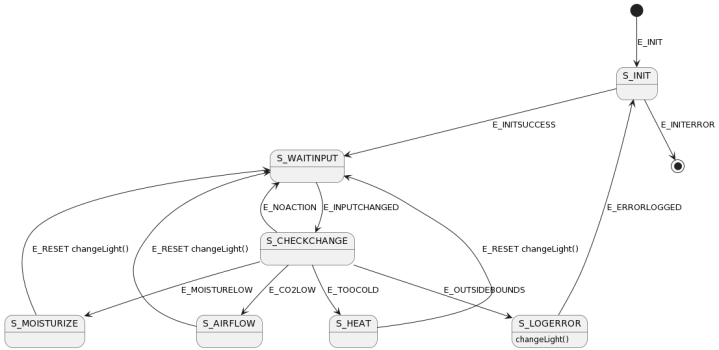 E_INIT
S_INIT
E_INITSUCCESS
E_INITERROR
S_WAITINPUT
E_NOACTION
E_INPUTCHANGED
E_ERRORLOGGED
S_CHECKCHANGE
E_RESET changeLight()
E_RESET changeLight()
E_RESET changeLight()
E_MOISTURELOW
E_CO2LOW
E_TOOCOLD
E_OUTSIDEBOUNDS
S_MOISTURIZE
S_AIRFLOW
S_HEAT
S_LOGERROR
changeLight()